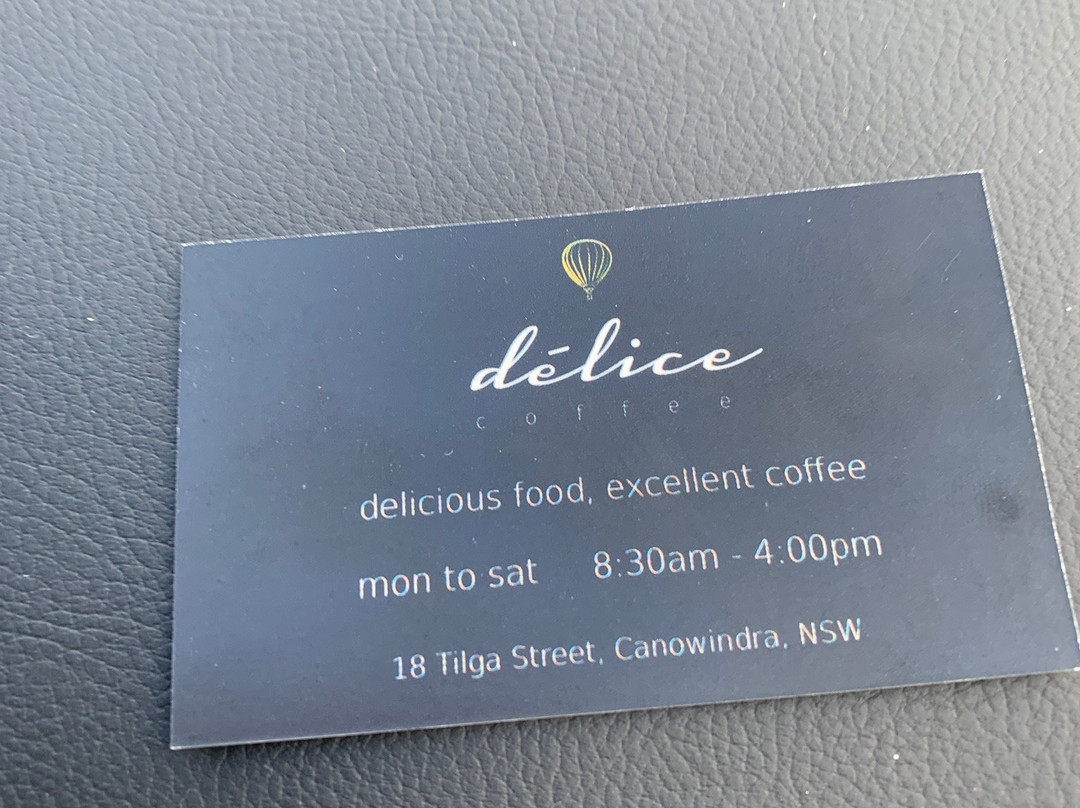 délice
coffee
delicious food, excellent coffee
mon to sat 8:30am - 4:00pm
18 Tilga Street, Canowindra, NSW